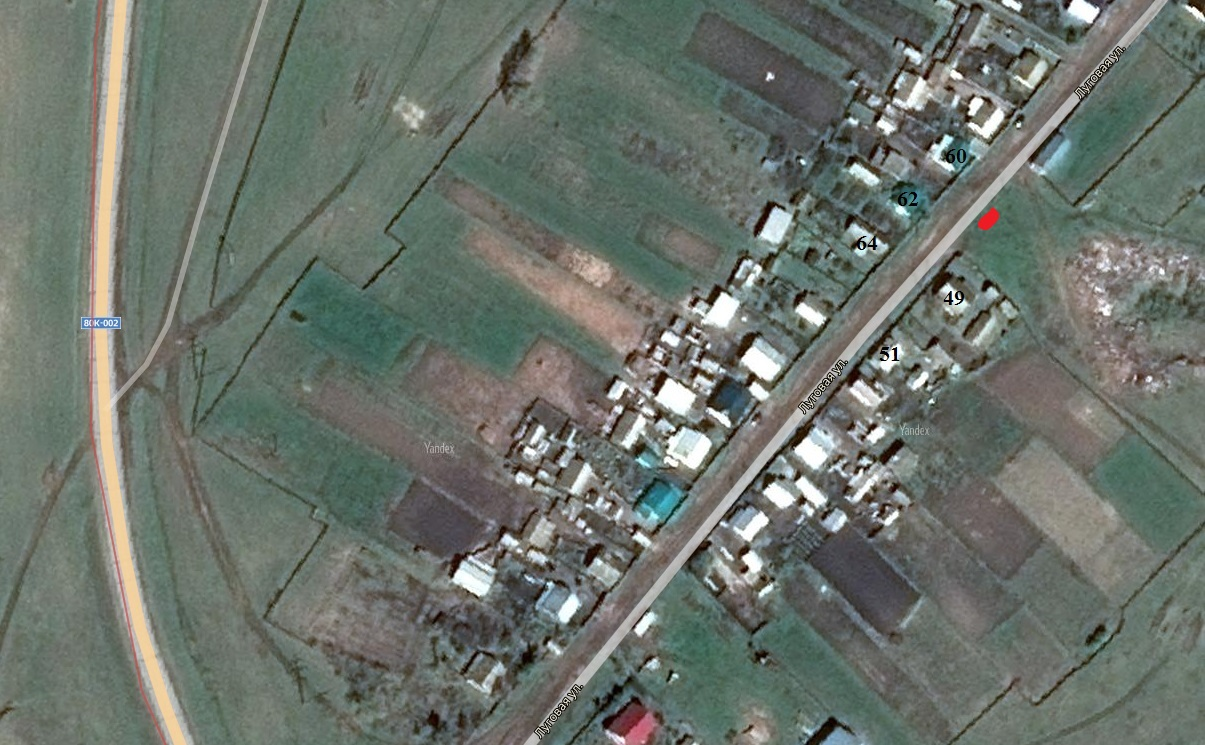 Луговая ул.
60
62
64
49
80К-002
51
Луговая ул.
Yandex
Yandex
Луговая ул.